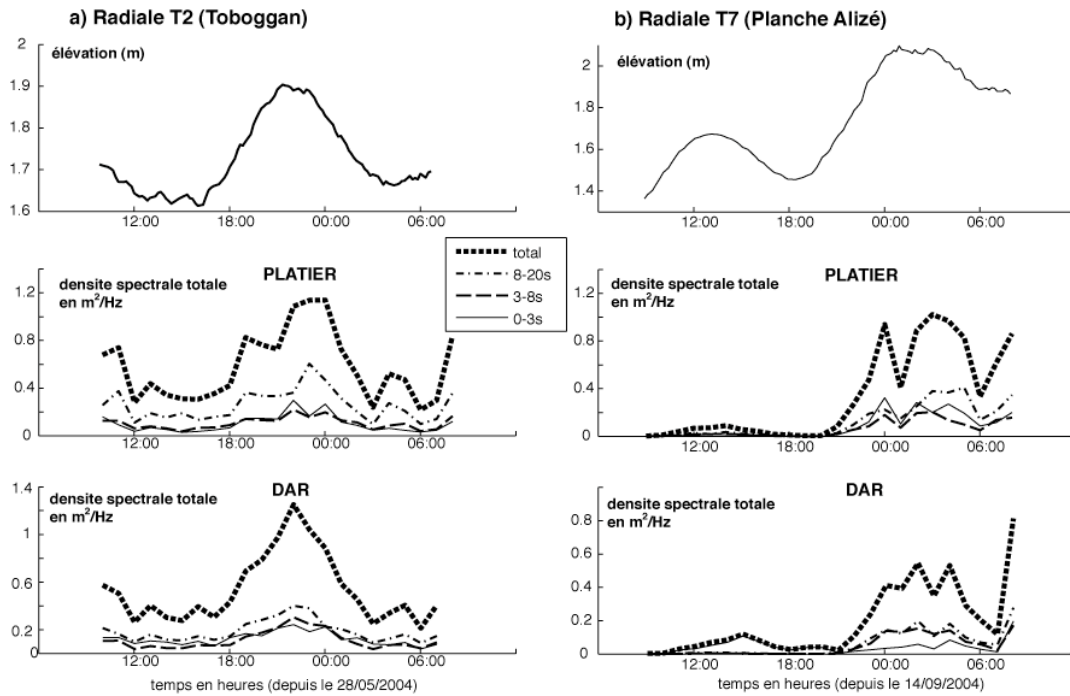 a) Radiale T2 (Toboggan)
élévation (m)
2
1.9
1.8
1.7
1.6
12:00 18:00 00:00 06:00
PLATIER
densite spectrale totale
en m²/Hz
1.2
0.8
0.4
0
12:00 18:00 00:00 06:00
DAR
densite spectrale totale
en m²/Hz
1.4
1
0.6
0.2
0
12:00 18:00 00:00 06:00
temps en heures (depuis le 28/05/2004)
total
8-20s
3-8s
0-3s
b) Radiale T7 (Planche Alizé)
élévation (m)
2
1.8
1.6
1.4
12:00 18:00 00:00 06:00
PLATIER
densite spectrale totale
en m²/Hz
1.2
0.8
0.4
0
12:00 18:00 00:00 06:00
DAR
densite spectrale totale
en m²/Hz
0.8
0.6
0.4
0.2
0
12:00 18:00 00:00 06:00
temps en heures (depuis le 14/09/2004)